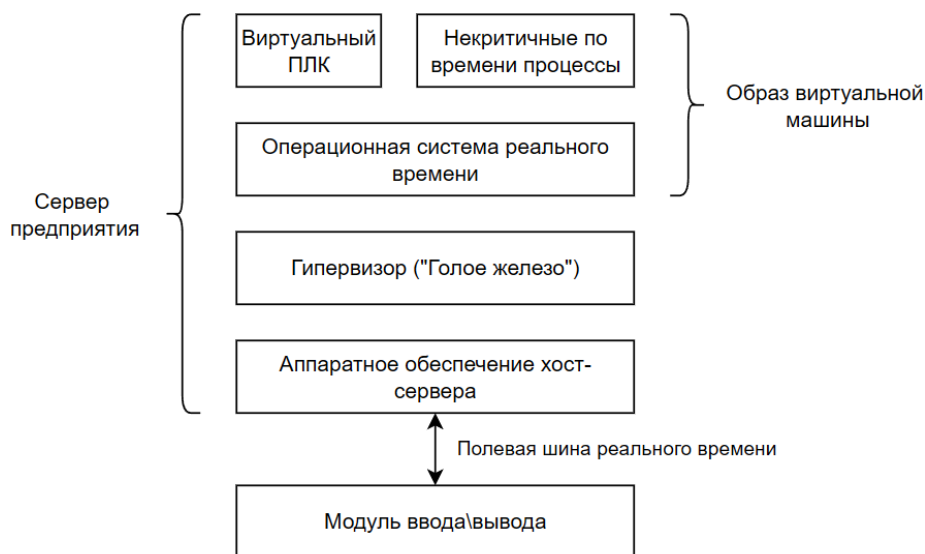 Виртуальный
ПЛК
Некритичные по
времени процессы
Образ виртуальной
машины
Операционная система реального
времени
Сервер
предприятия
Гипервизор ("Голое железо")
Аппаратное обеспечение хост-
сервера
Полевая шина реального времени
Модуль ввода\вывода